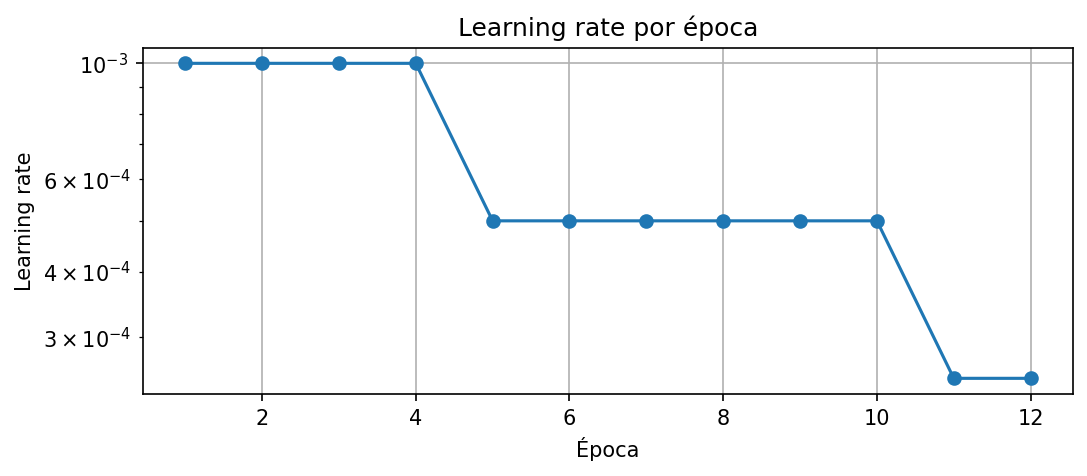 Learning rate por época
Learning rate
10⁻³
6 × 10⁻⁴
4 × 10⁻⁴
3 × 10⁻⁴
2 4 6 8 10 12
Época